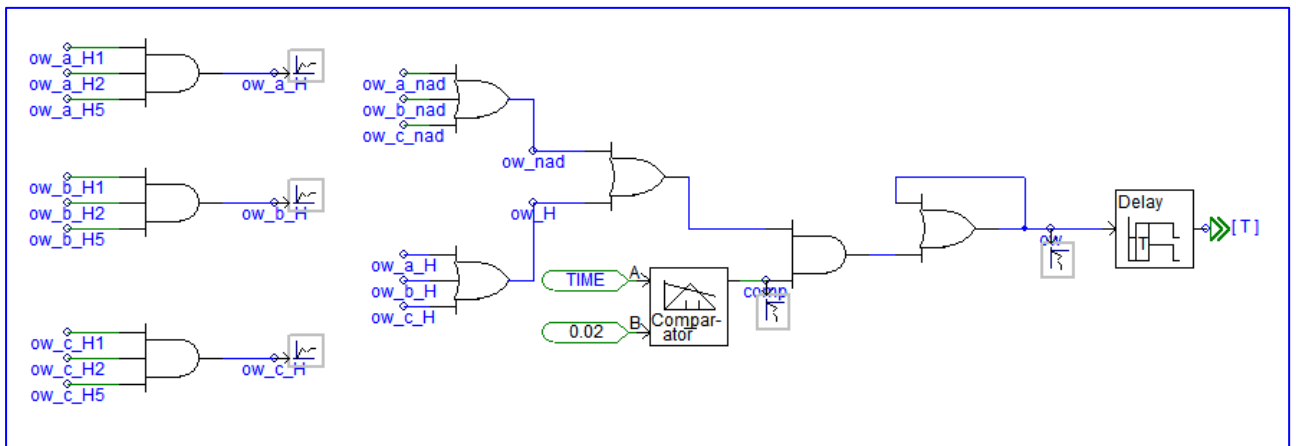 ow_a_H1
ow_a_H2
ow_a_H5
ow_a_H
ow_b_H1
ow_b_H2
ow_b_H5
ow_b_H
ow_c_H1
ow_c_H2
ow_c_H5
ow_c_H
ow_a_nad
ow_b_nad
ow_c_nad
ow_nad
ow_H
ow_a_H
ow_b_H
ow_c_H
TIME
A
0.02
B
Compar-
ator
comp
ow
Delay
T
[ T ]